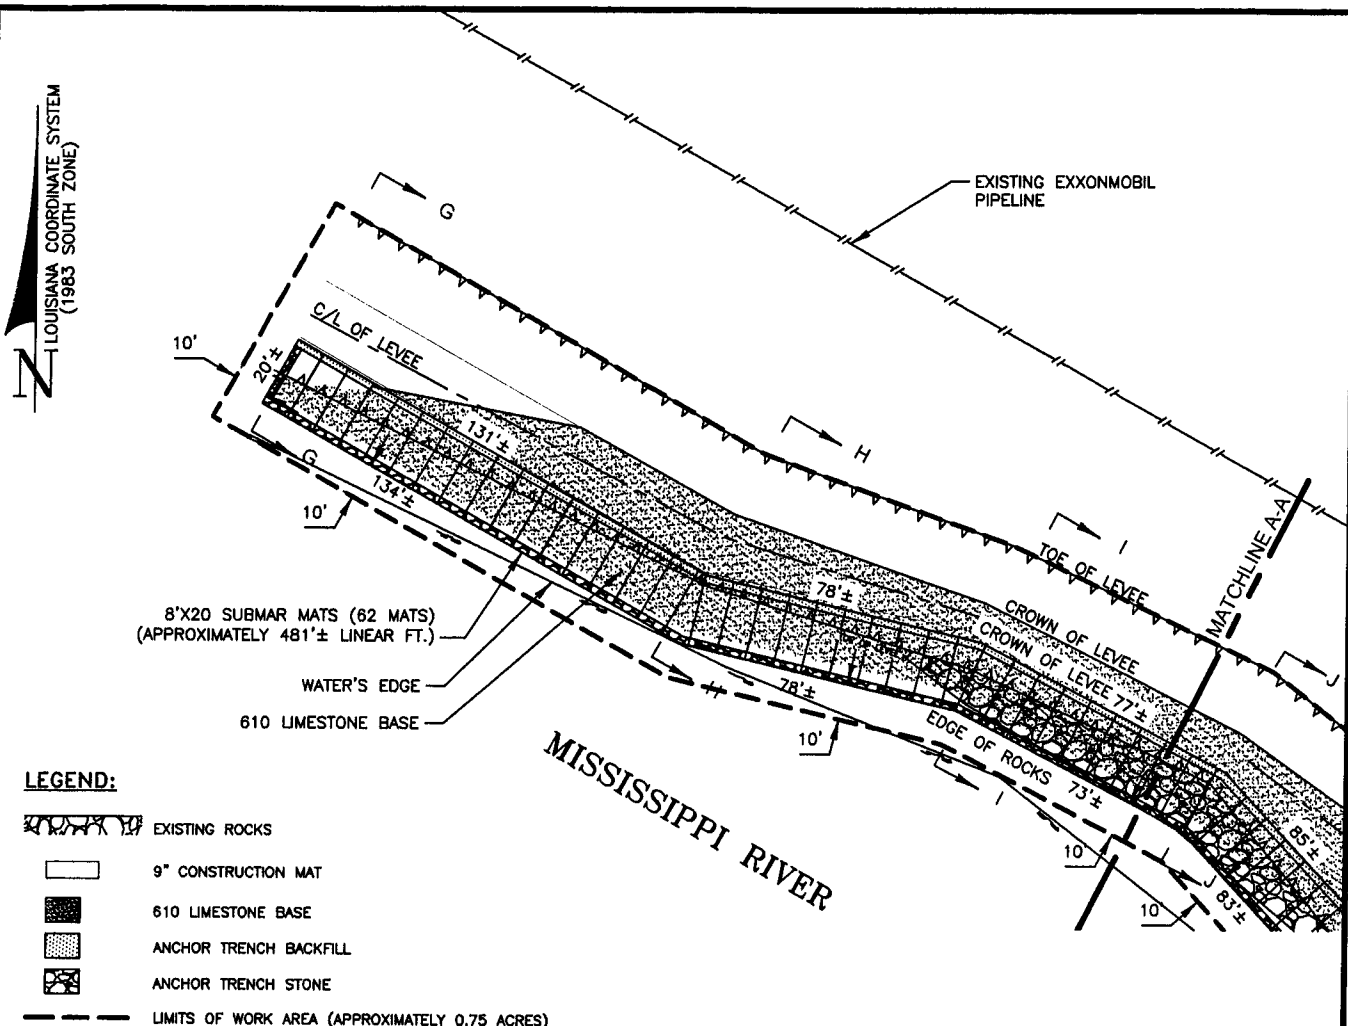 LOUISIANA COORDINATE SYSTEM
(1983 SOUTH ZONE)
N
EXISTING EXXONMOBIL
PIPELINE
G
C/L OF LEVEE
10'
20'±
131'±
H
G
134'±
10'
I
TOE OF LEVEE
MATCHLINE A-A
8'X20 SUBMAR MATS (62 MATS)
(APPROXIMATELY 481'± LINEAR FT.)
78'±
CROWN OF LEVEE
CROWN OF LEVEE
77'±
J
WATER'S EDGE
H
78'±
610 LIMESTONE BASE
10'
EDGE OF ROCKS
73'±
I
MISSISSIPPI RIVER
85'±
10'
J
83'±
10'
LEGEND:
EXISTING ROCKS
9" CONSTRUCTION MAT
610 LIMESTONE BASE
ANCHOR TRENCH BACKFILL
ANCHOR TRENCH STONE
LIMITS OF WORK AREA (APPROXIMATELY 0.75 ACRES)